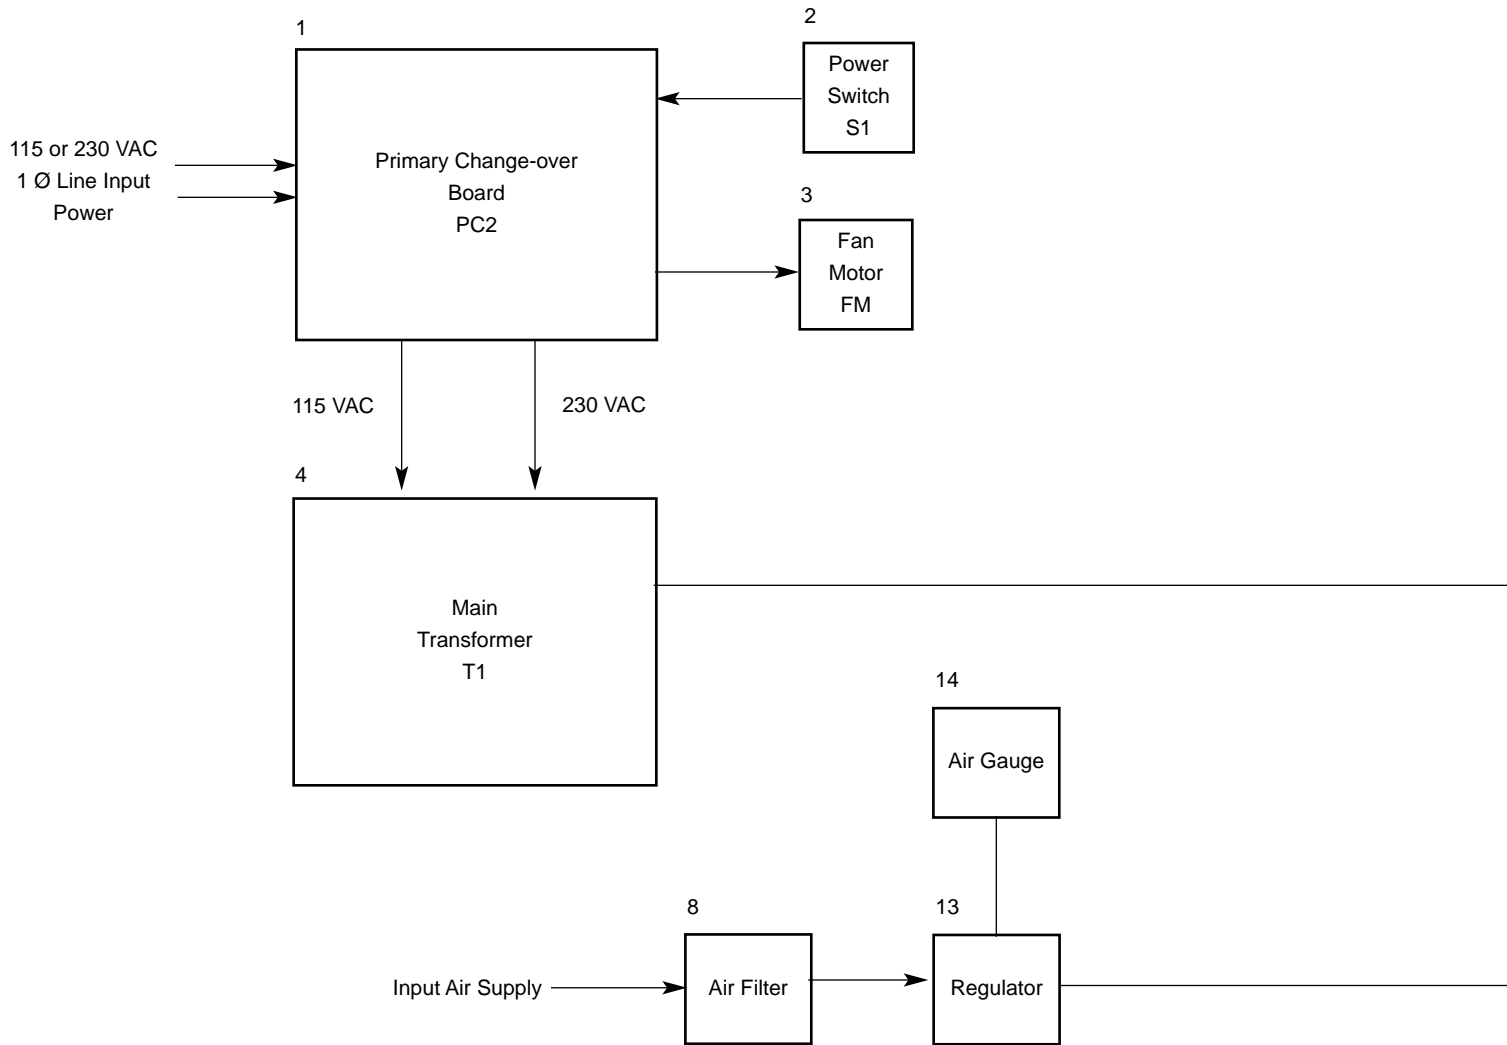 1
Primary Change-over
Board
PC2
2
Power
Switch
S1
115 or 230 VAC
1 Ø Line Input
Power
3
Fan
Motor
FM
115 VAC
230 VAC
4
Main
Transformer
T1
14
Air Gauge
8
Air Filter
13
Regulator
Input Air Supply